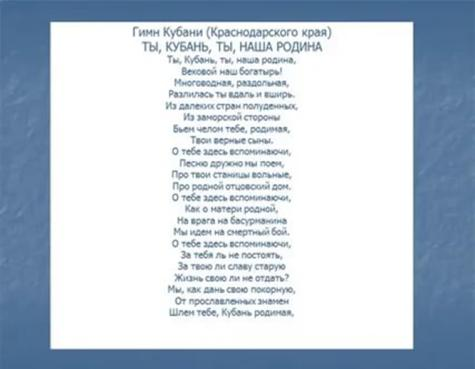 Гимн Кубани (Краснодарского края)
ТЫ, КУБАНЬ, ТЫ, НАША РОДИНА
Ты, Кубань, ты, наша родина,
Вековой наш богатырь!
Многоводная, раздольная,
Разлилась ты вдаль и вширь.
Из далеких стран полуденных,
Из заморской стороны
Бьем челом тебе, родимая,
Твои верные сыны.
О тебе здесь вспоминаючи,
Песню дружно мы поем,
Про твои станицы вольные,
Про родной отцовский дом.
О тебе здесь вспоминаючи,
Как о матери родной,
На врага на басурманина
Мы идем на смертный бой.
О тебе здесь вспоминаючи,
За тебя ль не постоять,
За твою ли славу старую
Жизнь свою ли не отдать?
Мы, как дань свою покорную,
От прославленных знамен
Шлем тебе, Кубань родимая,